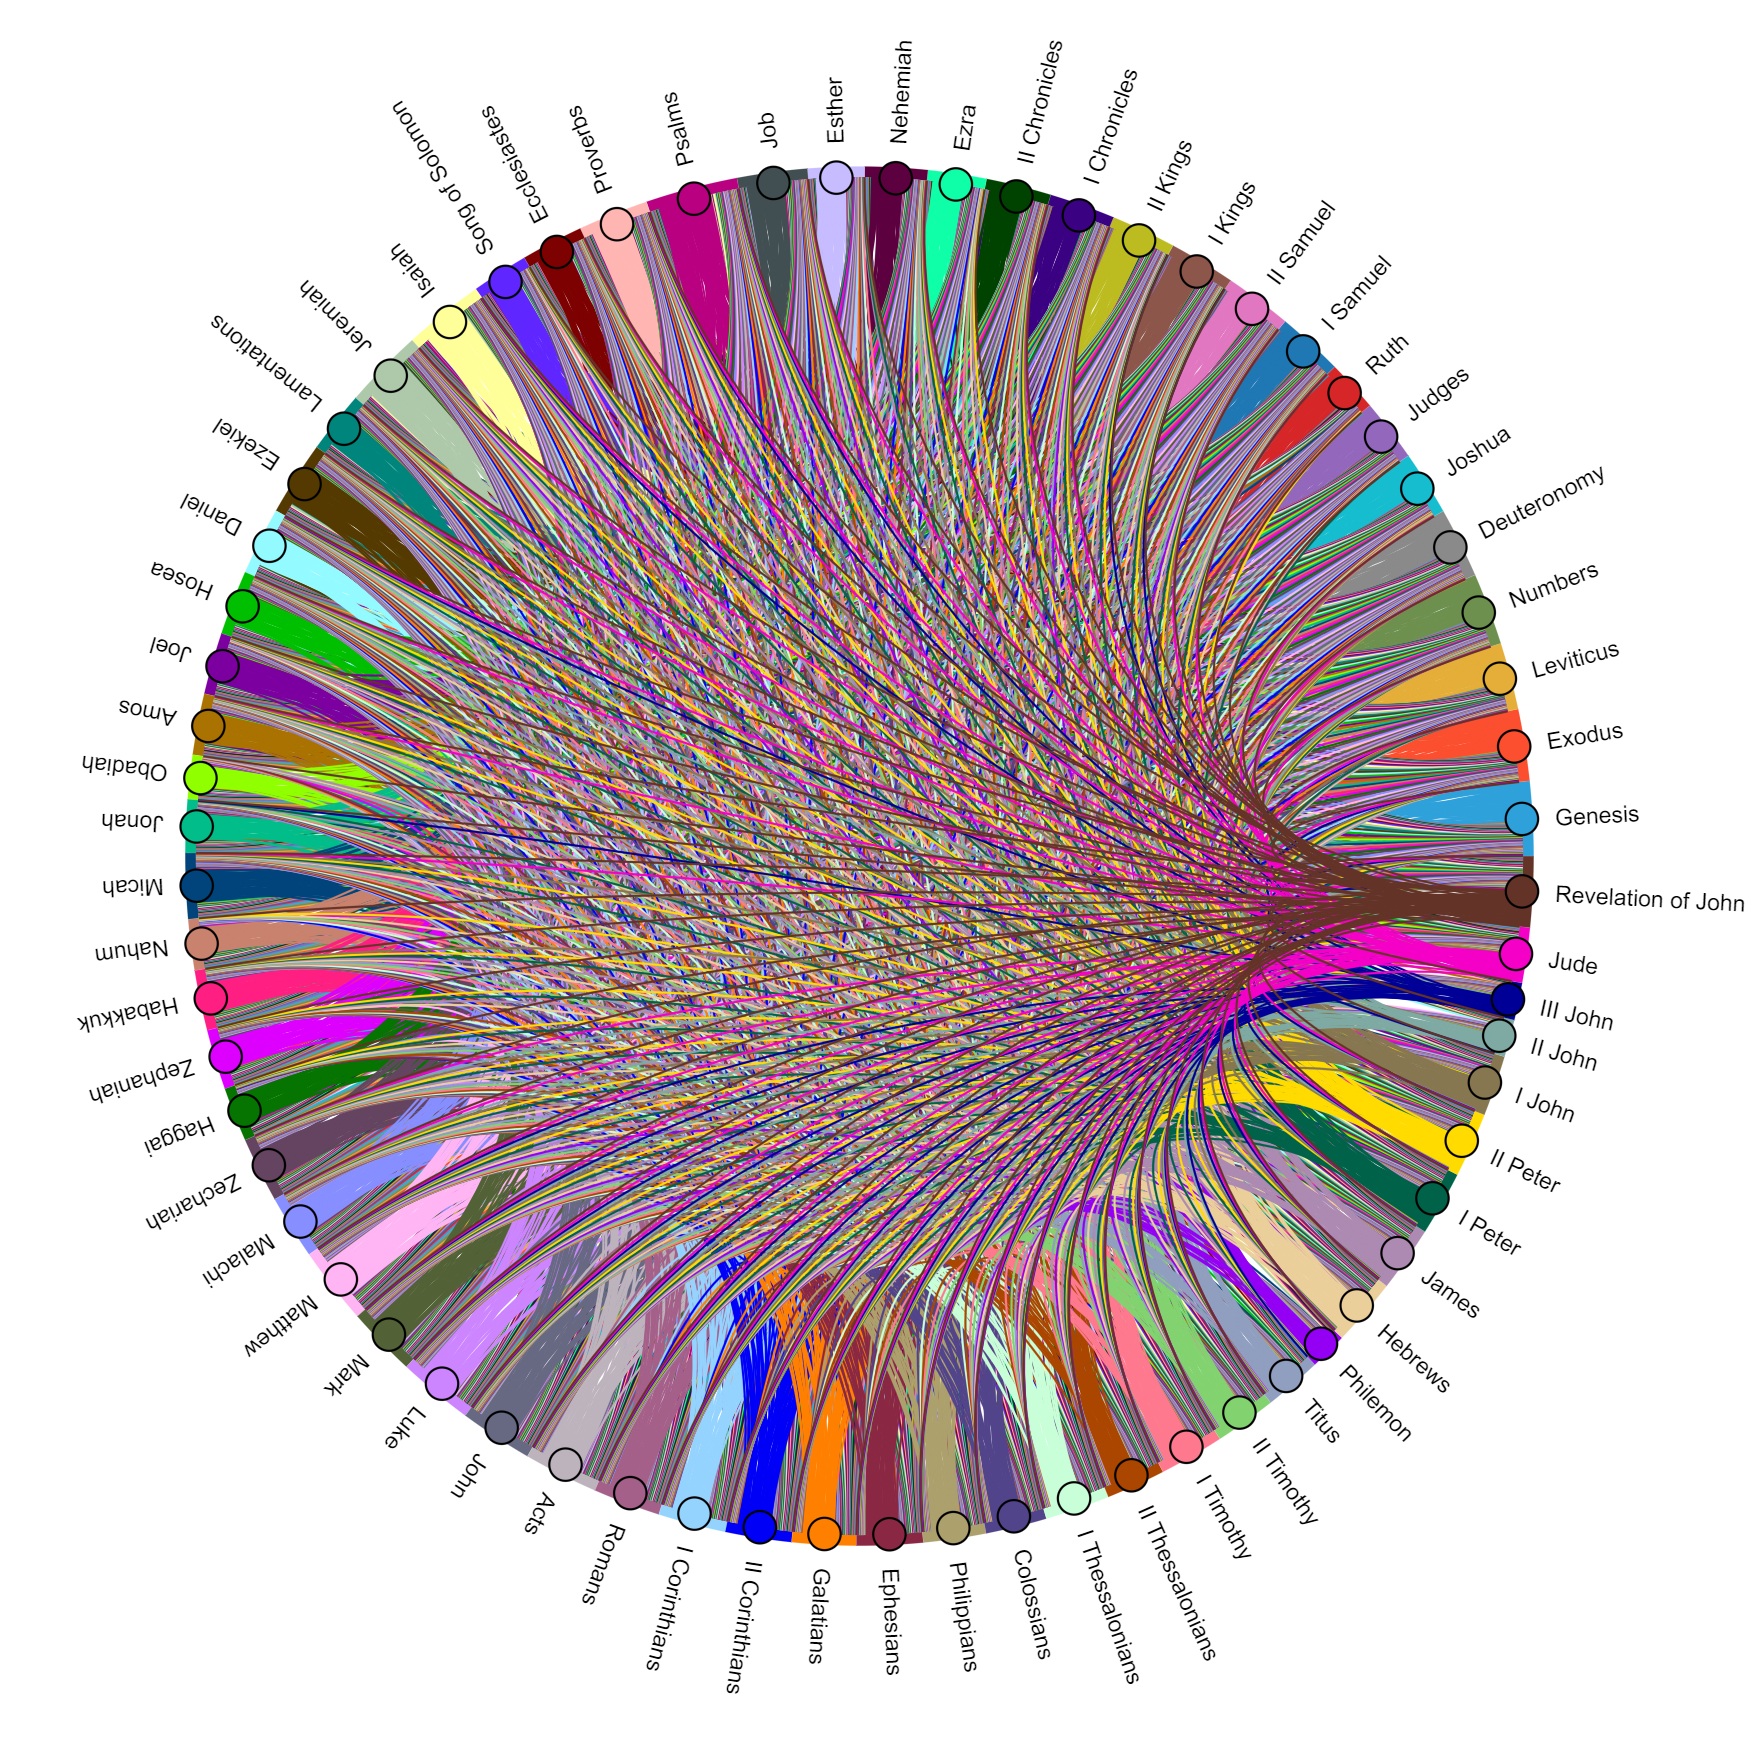 Genesis
Exodus
Leviticus
Numbers
Deuteronomy
Joshua
Judges
Ruth
I Samuel
II Samuel
I Kings
II Kings
I Chronicles
II Chronicles
Ezra
Nehemiah
Esther
Job
Psalms
Proverbs
Ecclesiastes
Song of Solomon
Isaiah
Jeremiah
Lamentations
Ezekiel
Daniel
Hosea
Joel
Amos
Obadiah
Jonah
Micah
Nahum
Habakkuk
Zephaniah
Haggai
Zechariah
Malachi
Matthew
Mark
Luke
John
Acts
Romans
I Corinthians
II Corinthians
Galatians
Ephesians
Philippians
Colossians
I Thessalonians
II Thessalonians
I Timothy
II Timothy
Titus
Philemon
Hebrews
James
I Peter
II Peter
I John
II John
III John
Jude
Revelation of John